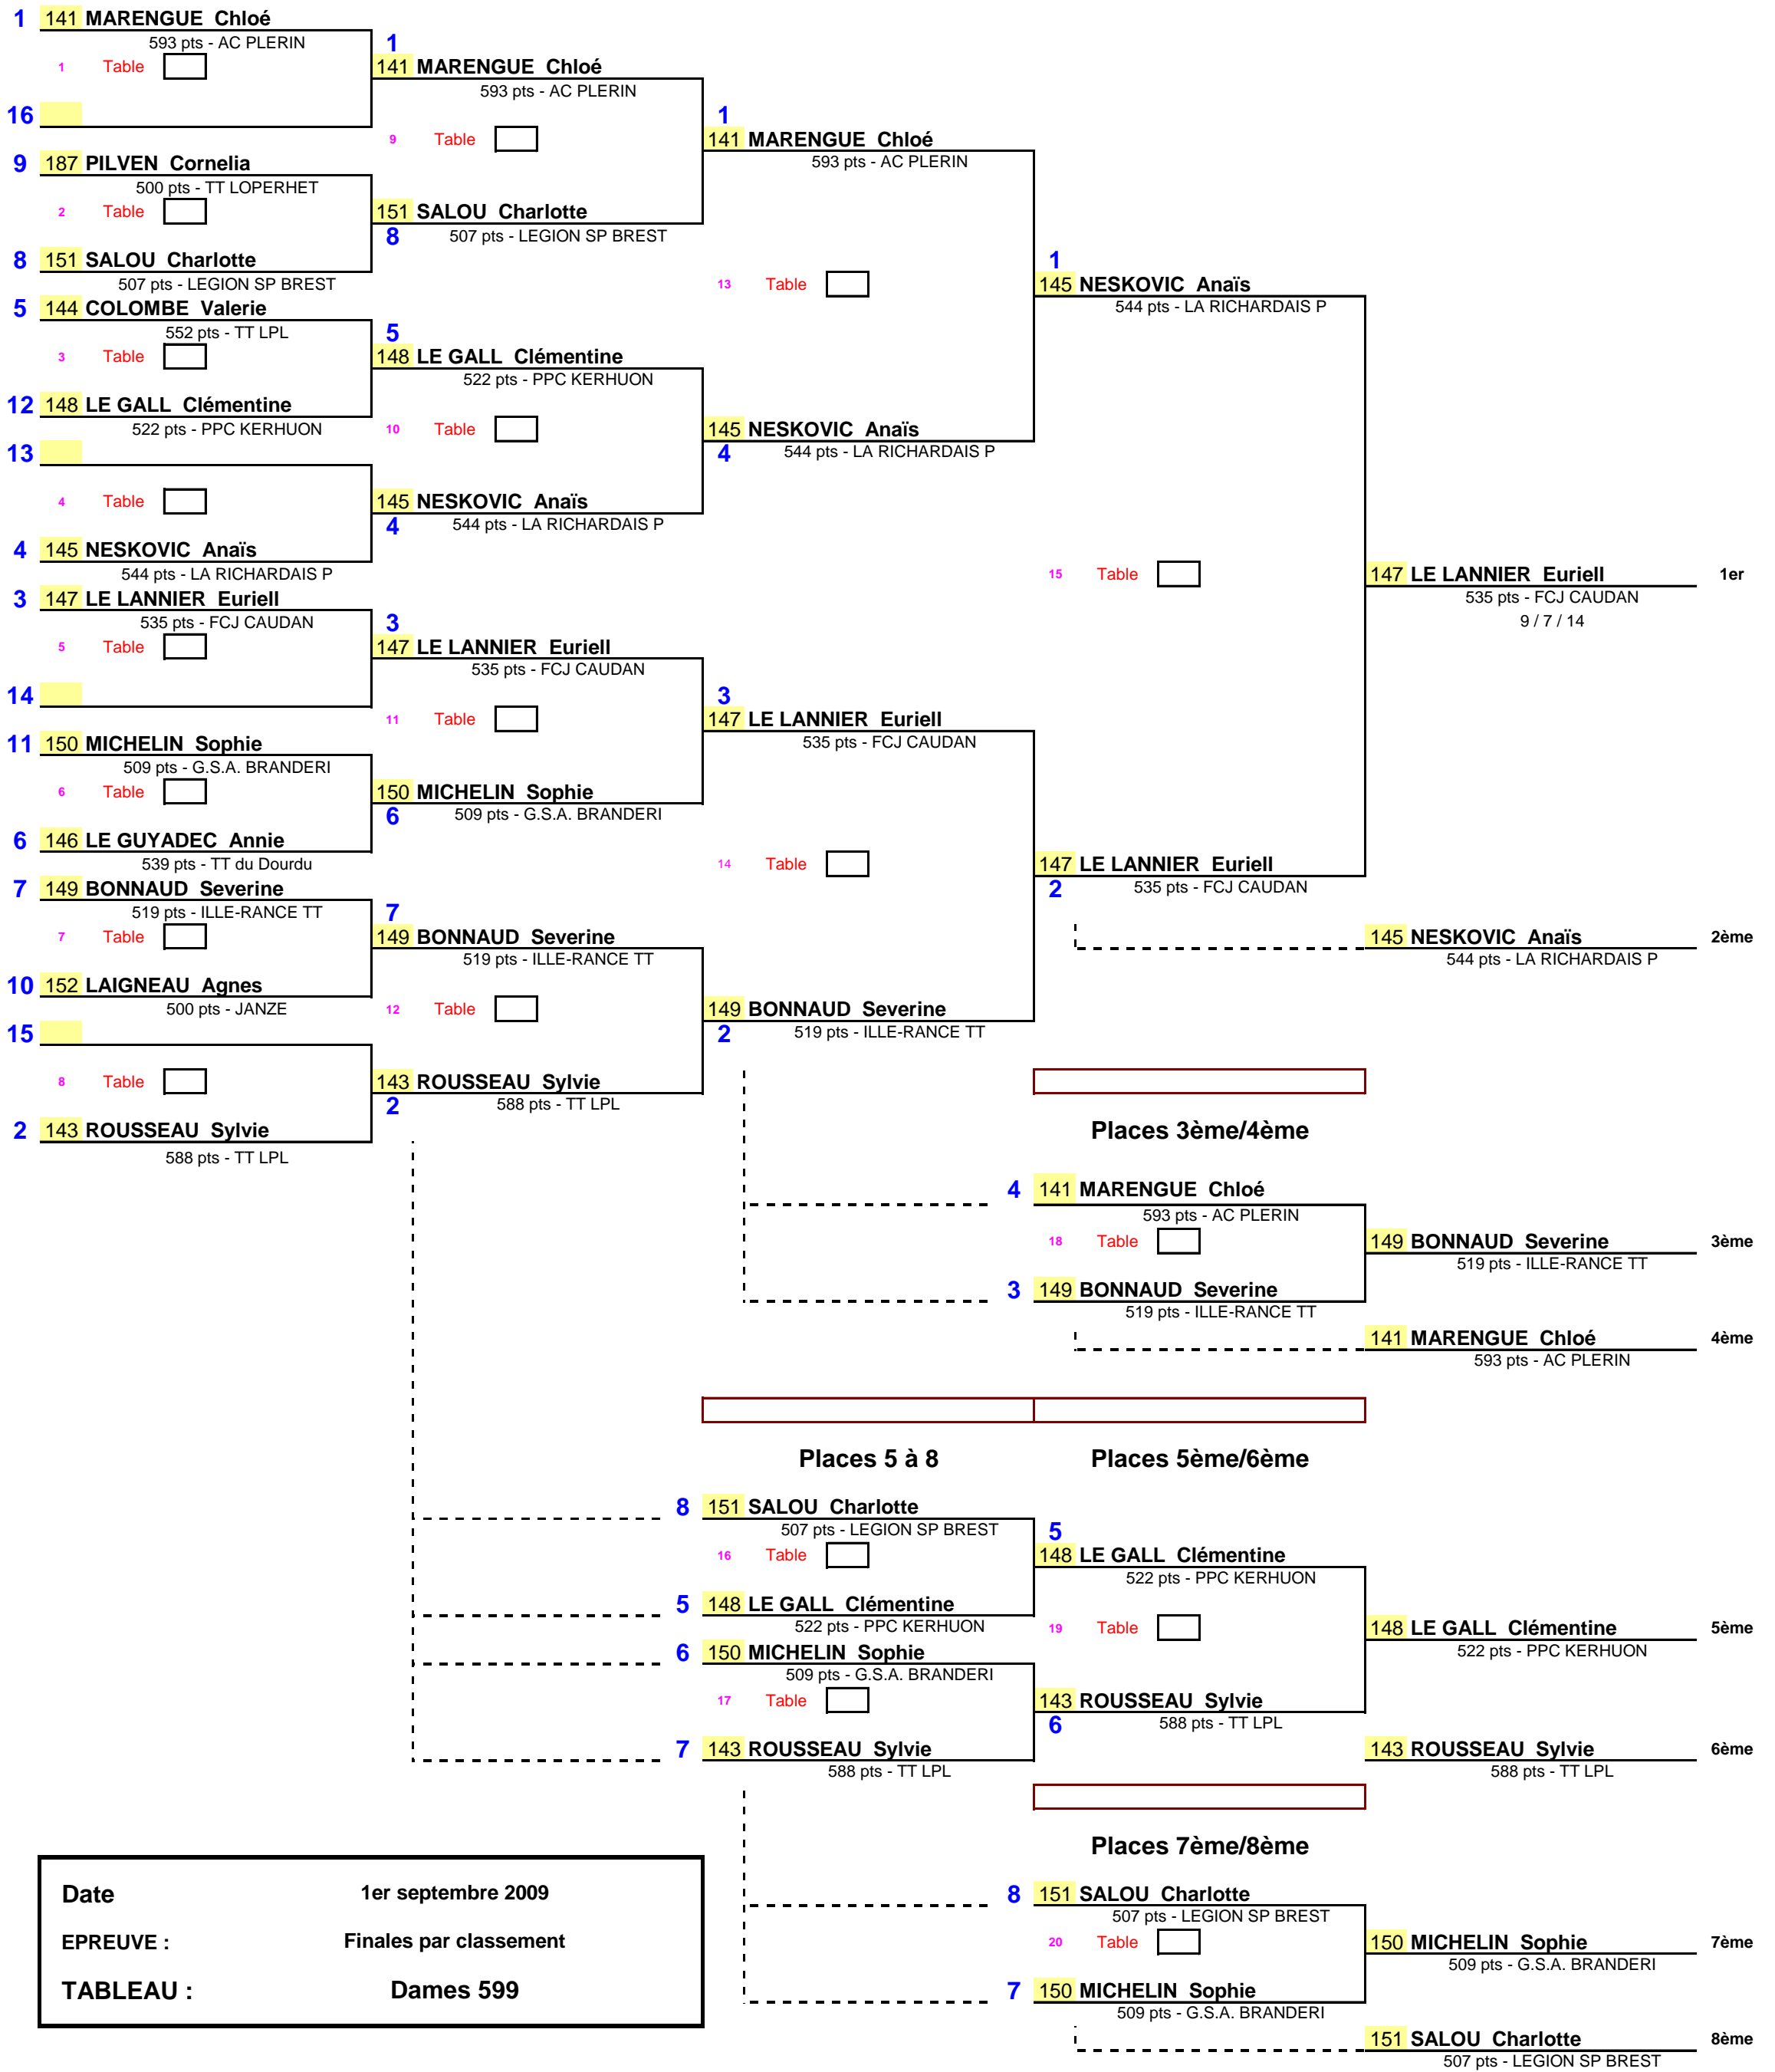 1 141 MARENGUE Chloé
593 pts - AC PLERIN
1 Table
16
9 187 PILVEN Cornelia
500 pts - TT LOPERHET
2 Table
8 151 SALOU Charlotte
507 pts - LEGION SP BREST
5 144 COLOMBE Valerie
552 pts - TT LPL
3 Table
12 148 LE GALL Clémentine
522 pts - PPC KERHUON
13
4 Table
4 145 NESKOVIC Anaïs
544 pts - LA RICHARDAIS P
3 147 LE LANNIER Euriell
535 pts - FCJ CAUDAN
5 Table
14
11 150 MICHELIN Sophie
509 pts - G.S.A. BRANDERI
6 Table
6 146 LE GUYADEC Annie
539 pts - TT du Dourdu
7 149 BONNAUD Severine
519 pts - ILLE-RANCE TT
7 Table
10 152 LAIGNEAU Agnes
500 pts - JANZE
15
8 Table
2 143 ROUSSEAU Sylvie
588 pts - TT LPL
1
141 MARENGUE Chloé
593 pts - AC PLERIN
9 Table
151 SALOU Charlotte
8 507 pts - LEGION SP BREST
5
148 LE GALL Clémentine
522 pts - PPC KERHUON
10 Table
145 NESKOVIC Anaïs
4 544 pts - LA RICHARDAIS P
3
147 LE LANNIER Euriell
535 pts - FCJ CAUDAN
11 Table
150 MICHELIN Sophie
6 509 pts - G.S.A. BRANDERI
7
149 BONNAUD Severine
519 pts - ILLE-RANCE TT
12 Table
143 ROUSSEAU Sylvie
2 588 pts - TT LPL
1
141 MARENGUE Chloé
593 pts - AC PLERIN
13 Table
145 NESKOVIC Anaïs
4 544 pts - LA RICHARDAIS P
3
147 LE LANNIER Euriell
535 pts - FCJ CAUDAN
14 Table
149 BONNAUD Severine
2 519 pts - ILLE-RANCE TT
1
145 NESKOVIC Anaïs
544 pts - LA RICHARDAIS P
15 Table
147 LE LANNIER Euriell
2 535 pts - FCJ CAUDAN
147 LE LANNIER Euriell 1er
535 pts - FCJ CAUDAN
9 / 7 / 14
145 NESKOVIC Anaïs 2ème
544 pts - LA RICHARDAIS P
Places 3ème/4ème
4 141 MARENGUE Chloé
593 pts - AC PLERIN
18 Table
3 149 BONNAUD Severine
519 pts - ILLE-RANCE TT
149 BONNAUD Severine 3ème
519 pts - ILLE-RANCE TT
141 MARENGUE Chloé 4ème
593 pts - AC PLERIN
Places 5 à 8
Places 5ème/6ème
8 151 SALOU Charlotte
507 pts - LEGION SP BREST
16 Table
5 148 LE GALL Clémentine
522 pts - PPC KERHUON
6 150 MICHELIN Sophie
509 pts - G.S.A. BRANDERI
17 Table
7 143 ROUSSEAU Sylvie
588 pts - TT LPL
5
148 LE GALL Clémentine
522 pts - PPC KERHUON
19 Table
143 ROUSSEAU Sylvie
6 588 pts - TT LPL
148 LE GALL Clémentine 5ème
522 pts - PPC KERHUON
143 ROUSSEAU Sylvie 6ème
588 pts - TT LPL
Places 7ème/8ème
8 151 SALOU Charlotte
507 pts - LEGION SP BREST
20 Table
7 150 MICHELIN Sophie
509 pts - G.S.A. BRANDERI
150 MICHELIN Sophie 7ème
509 pts - G.S.A. BRANDERI
151 SALOU Charlotte 8ème
507 pts - LEGION SP BREST
Date 1er septembre 2009
EPREUVE : Finales par classement
TABLEAU : Dames 599